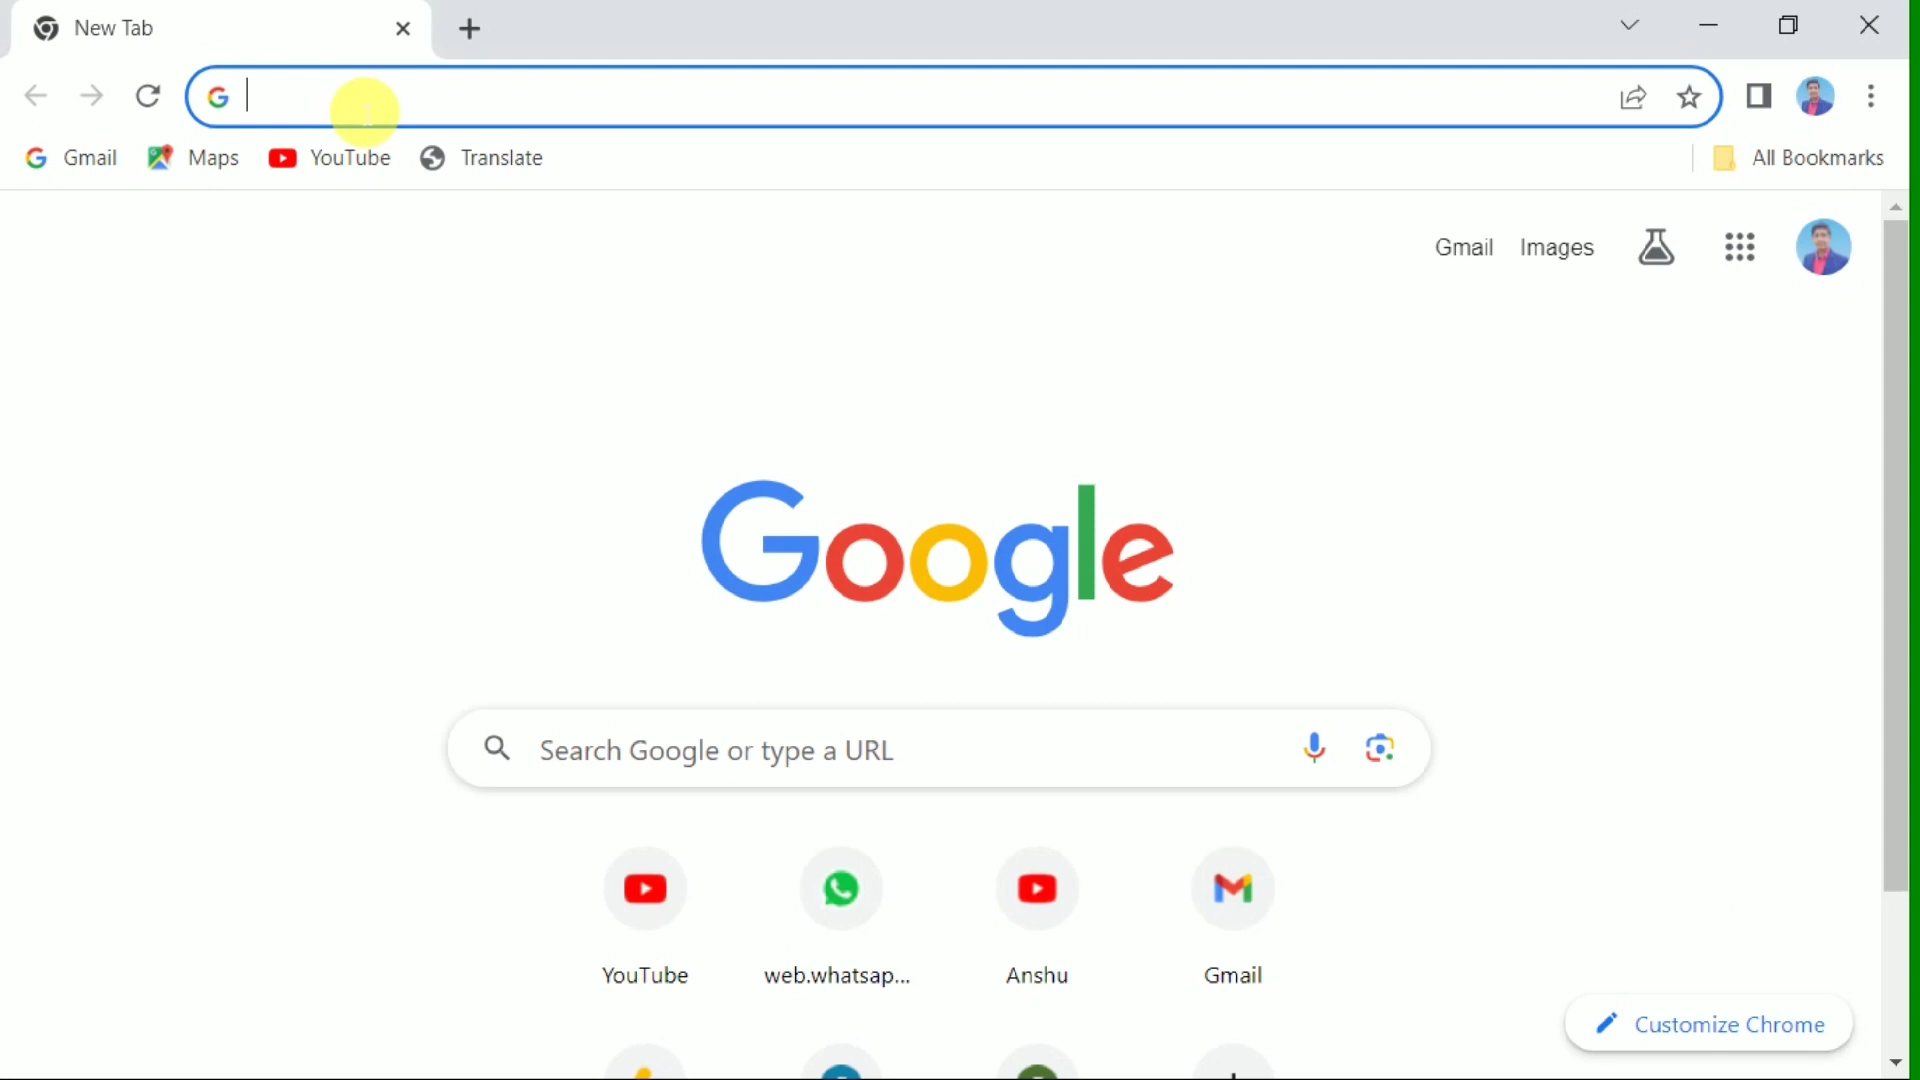 New Tab
Gmail Maps YouTube Translate All Bookmarks
Gmail Images
Google
Search Google or type a URL
YouTube web.whatsap... Anshu Gmail
Customize Chrome